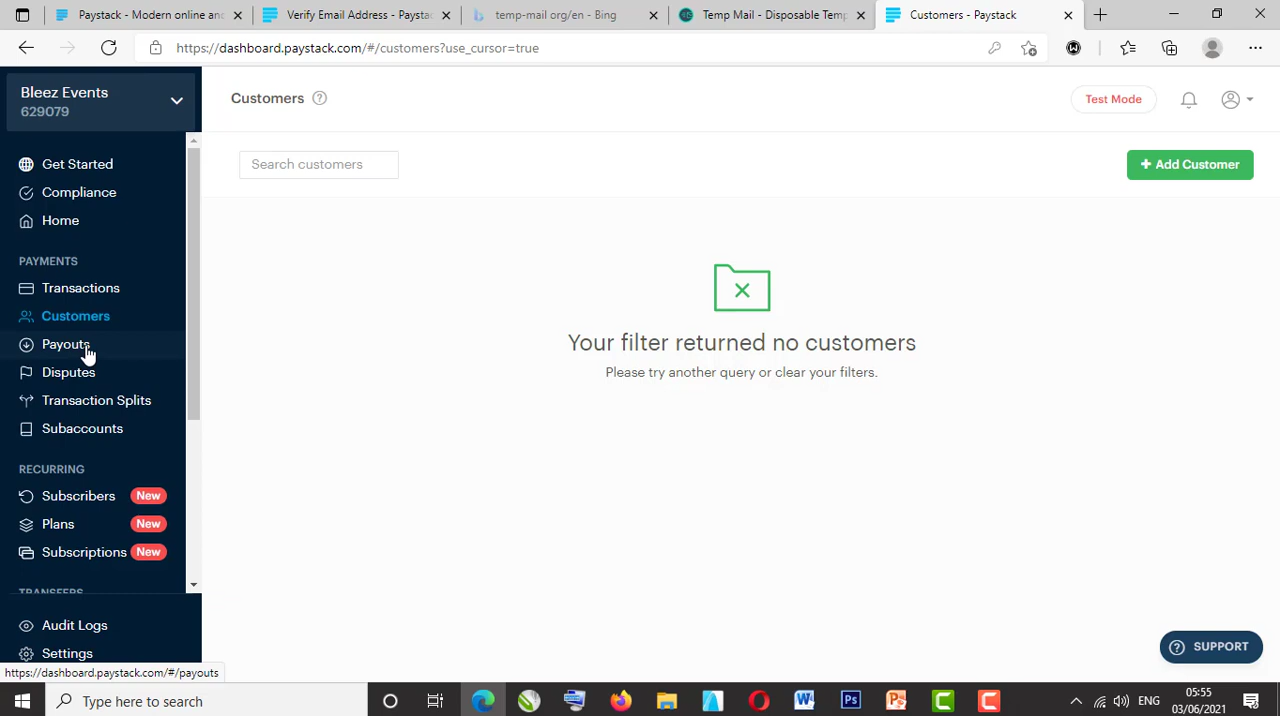 Paystack - Modern online and
Verify Email Address - Paystac
temp-mail org/en - Bing
Temp Mail - Disposable Temp
Customers - Paystack
https://dashboard.paystack.com/#/customers?use_cursor=true
Bleez Events
629079
Customers
Test Mode
Get Started
Compliance
Home
Search customers
+ Add Customer
PAYMENTS
Transactions
Customers
Payouts
Disputes
Transaction Splits
Subaccounts
Your filter returned no customers
Please try another query or clear your filters.
RECURRING
Subscribers New
Plans New
Subscriptions New
TRANSFERS
Audit Logs
Settings
SUPPORT
https://dashboard.paystack.com/#/payouts
Type here to search
ENG
05:55
03/06/2021